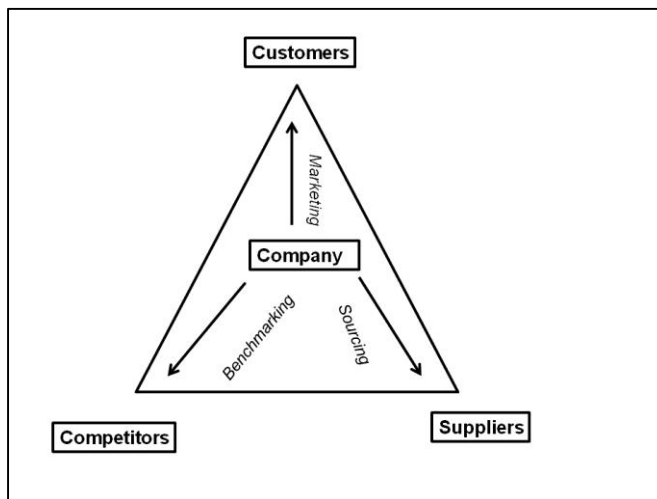 Customers
Marketing
Company
Benchmarking
Sourcing
Competitors
Suppliers